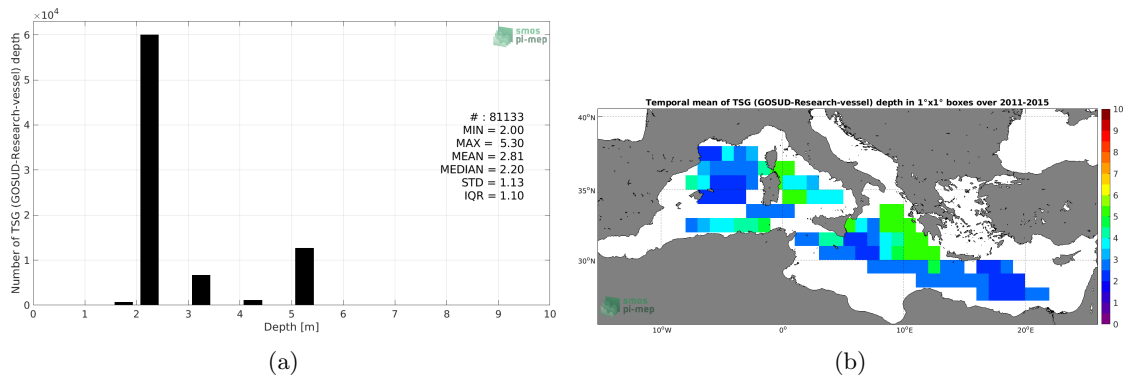 ×10⁴
6
5
4
3
2
1
0
Number of TSG (GOSUD-Research-vessel) depth
smos
pi-mep
# : 81133
MIN = 2.00
MAX = 5.30
MEAN = 2.81
MEDIAN = 2.20
STD = 1.13
IQR = 1.10
0 1 2 3 4 5 6 7 8 9 10
Depth [m]
(a)
Temporal mean of TSG (GOSUD-Research-vessel) depth in 1°x1° boxes over 2011-2015
40°N
35°N
30°N
smos
pi-mep
10°W 0° 10°E 20°E
10
9
8
7
6
5
4
3
2
1
0
(b)